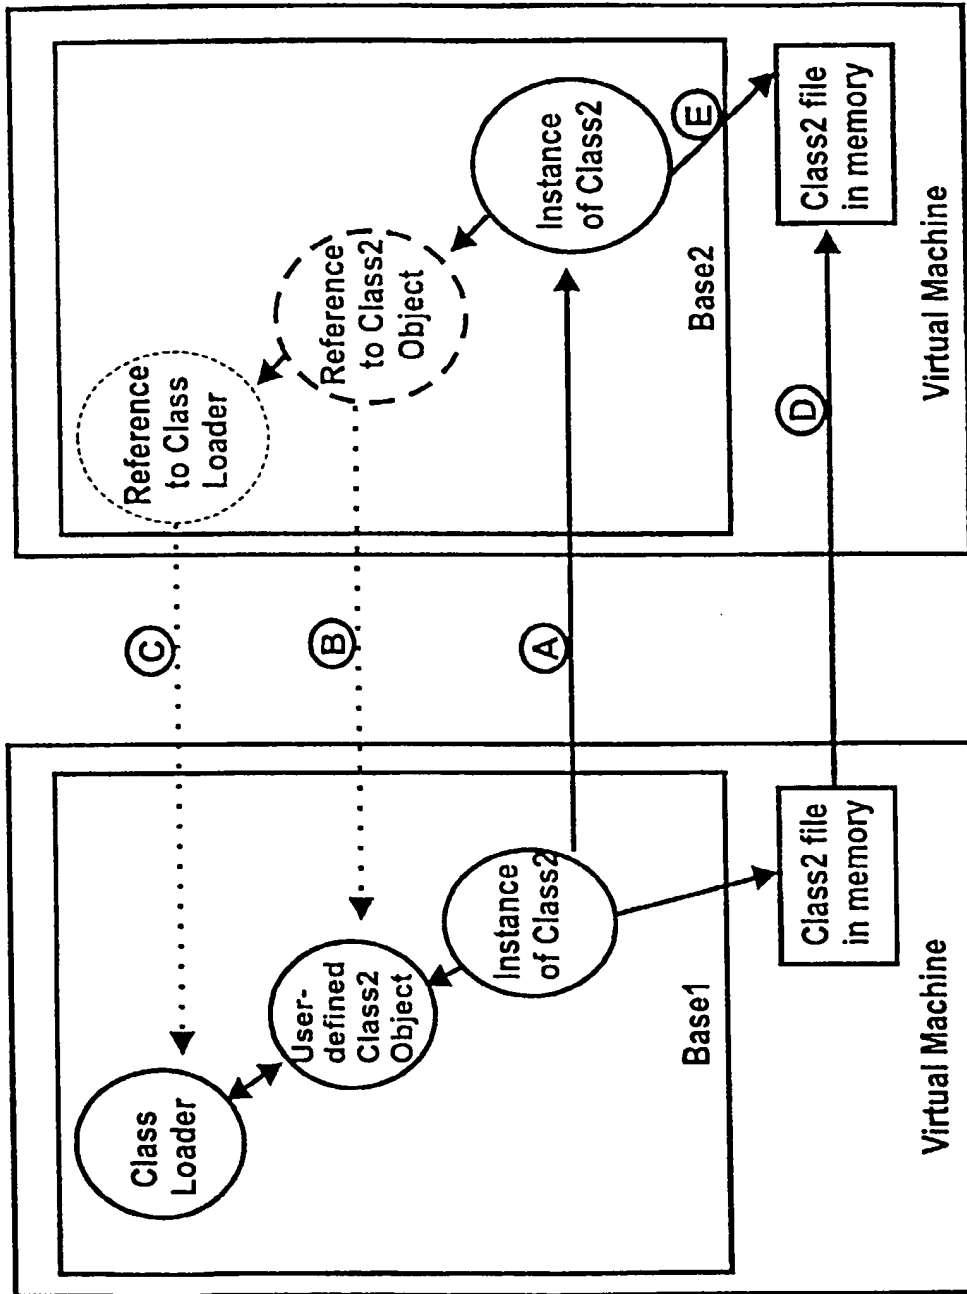 Class
Loader
User-
defined
Class2
Object
Instance
of Class2
Base1
Class2 file
in memory
Virtual Machine
C
B
A
D
Reference
to Class
Loader
Reference
to Class2
Object
Instance
of Class2
E
Base2
Class2 file
in memory
Virtual Machine